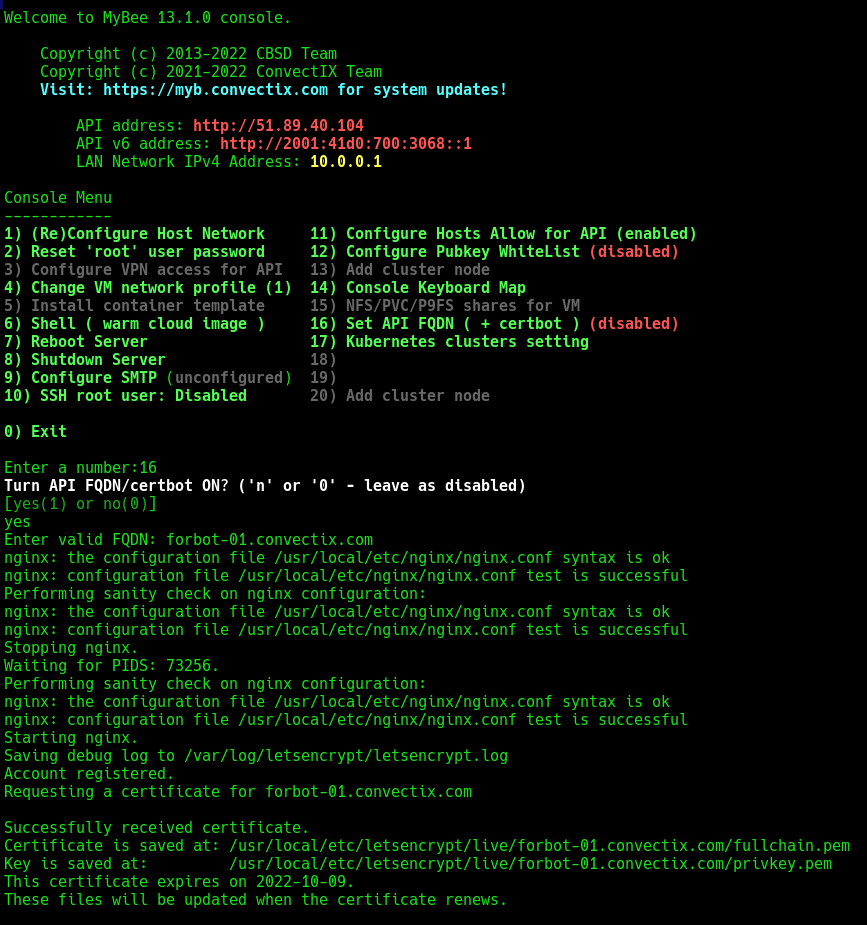 Welcome to MyBee 13.1.0 console.

    Copyright (c) 2013-2022 CBSD Team
    Copyright (c) 2021-2022 ConvectIX Team
    Visit: https://myb.convectix.com for system updates!

        API address: http://51.89.40.104
        API v6 address: http://2001:41d0:700:3068::1
        LAN Network IPv4 Address: 10.0.0.1

Console Menu
------------
1) (Re)Configure Host Network     11) Configure Hosts Allow for API (enabled)
2) Reset 'root' user password     12) Configure Pubkey WhiteList (disabled)
3) Configure VPN access for API   13) Add cluster node
4) Change VM network profile (1)  14) Console Keyboard Map
5) Install container template     15) NFS/PVC/P9FS shares for VM
6) Shell ( warm cloud image )     16) Set API FQDN ( + certbot ) (disabled)
7) Reboot Server                  17) Kubernetes clusters setting
8) Shutdown Server                18)
9) Configure SMTP (unconfigured)  19)
10) SSH root user: Disabled       20) Add cluster node

0) Exit

Enter a number:16
Turn API FQDN/certbot ON? ('n' or '0' - leave as disabled)
[yes(1) or no(0)]
yes
Enter valid FQDN: forbot-01.convectix.com
nginx: the configuration file /usr/local/etc/nginx/nginx.conf syntax is ok
nginx: configuration file /usr/local/etc/nginx/nginx.conf test is successful
Performing sanity check on nginx configuration:
nginx: the configuration file /usr/local/etc/nginx/nginx.conf syntax is ok
nginx: configuration file /usr/local/etc/nginx/nginx.conf test is successful
Stopping nginx.
Waiting for PIDS: 73256.
Performing sanity check on nginx configuration:
nginx: the configuration file /usr/local/etc/nginx/nginx.conf syntax is ok
nginx: configuration file /usr/local/etc/nginx/nginx.conf test is successful
Starting nginx.
Saving debug log to /var/log/letsencrypt/letsencrypt.log
Account registered.
Requesting a certificate for forbot-01.convectix.com

Successfully received certificate.
Certificate is saved at: /usr/local/etc/letsencrypt/live/forbot-01.convectix.com/fullchain.pem
Key is saved at:         /usr/local/etc/letsencrypt/live/forbot-01.convectix.com/privkey.pem
This certificate expires on 2022-10-09.
These files will be updated when the certificate renews.